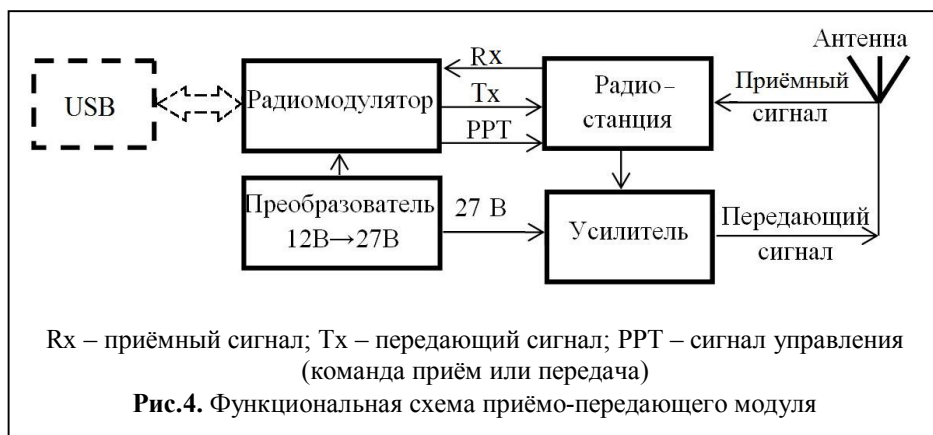 Антенна
USB
Радиомодулятор
Rx
Tx
PPT
Радио–
станция
Приёмный
сигнал
Преобразователь
12В→27В
27 В
Усилитель
Передающий
сигнал
Rx – приёмный сигнал; Tx – передающий сигнал; PPT – сигнал управления
(команда приём или передача)
Рис.4. Функциональная схема приёмо-передающего модуля